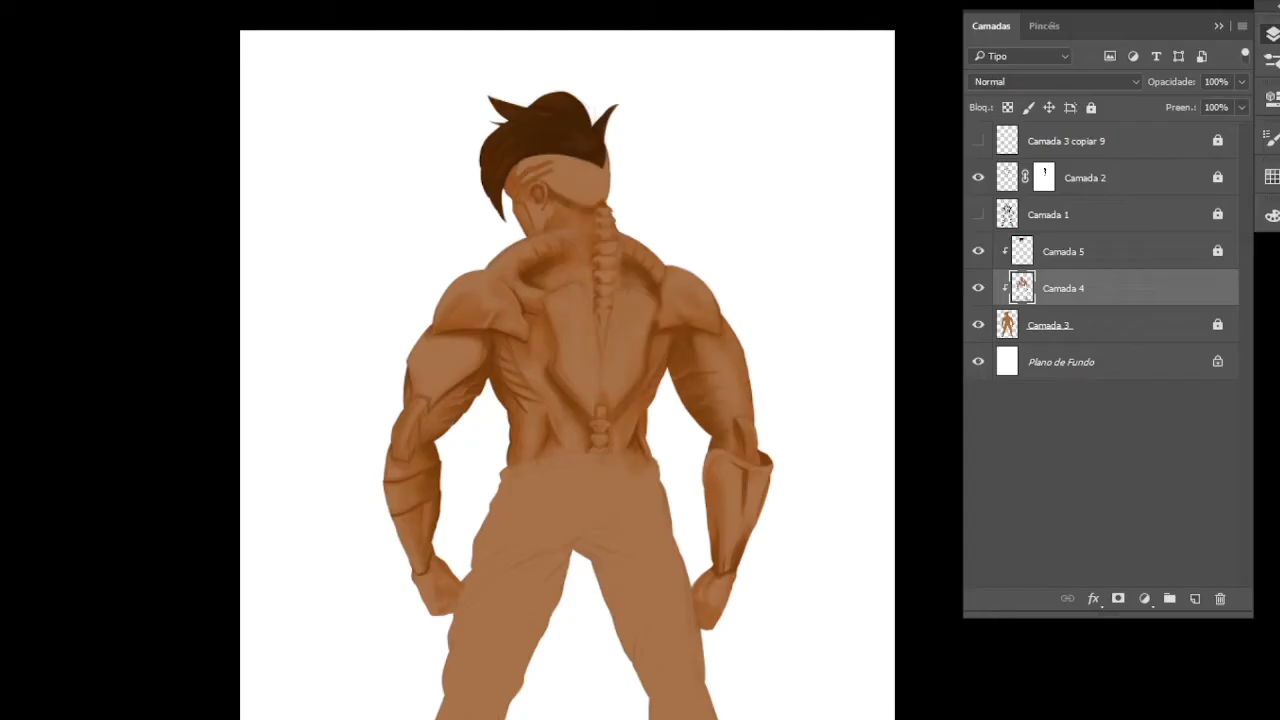 Camadas Pincéis
Tipo
Normal Opacidade: 100%
Bloq.: Preen.: 100%
Camada 3 copiar 9
Camada 2
Camada 1
Camada 5
Camada 4
Camada 3
Plano de Fundo
fx